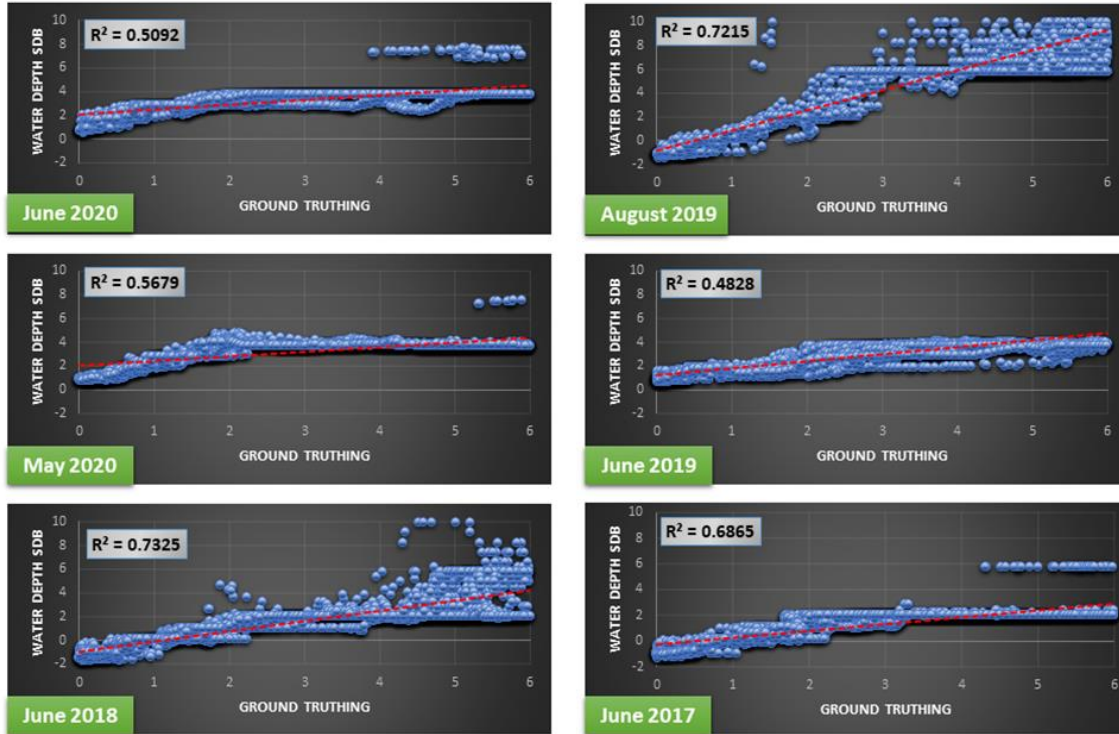 R² = 0.5092
WATER DEPTH SDB
10
8
6
4
2
0
-2
0 1 2 3 4 5 6
GROUND TRUTHING
June 2020
R² = 0.7215
WATER DEPTH SDB
10
8
6
4
2
0
-2
0 1 2 3 4 5 6
GROUND TRUTHING
August 2019
R² = 0.5679
WATER DEPTH SDB
10
8
6
4
2
0
-2
0 1 2 3 4 5 6
GROUND TRUTHING
May 2020
R² = 0.4828
WATER DEPTH SDB
10
8
6
4
2
0
-2
0 1 2 3 4 5 6
GROUND TRUTHING
June 2019
R² = 0.7325
WATER DEPTH SDB
10
8
6
4
2
0
-2
0 1 2 3 4 5 6
GROUND TRUTHING
June 2018
R² = 0.6865
WATER DEPTH SDB
10
8
6
4
2
0
-2
0 1 2 3 4 5 6
GROUND TRUTHING
June 2017